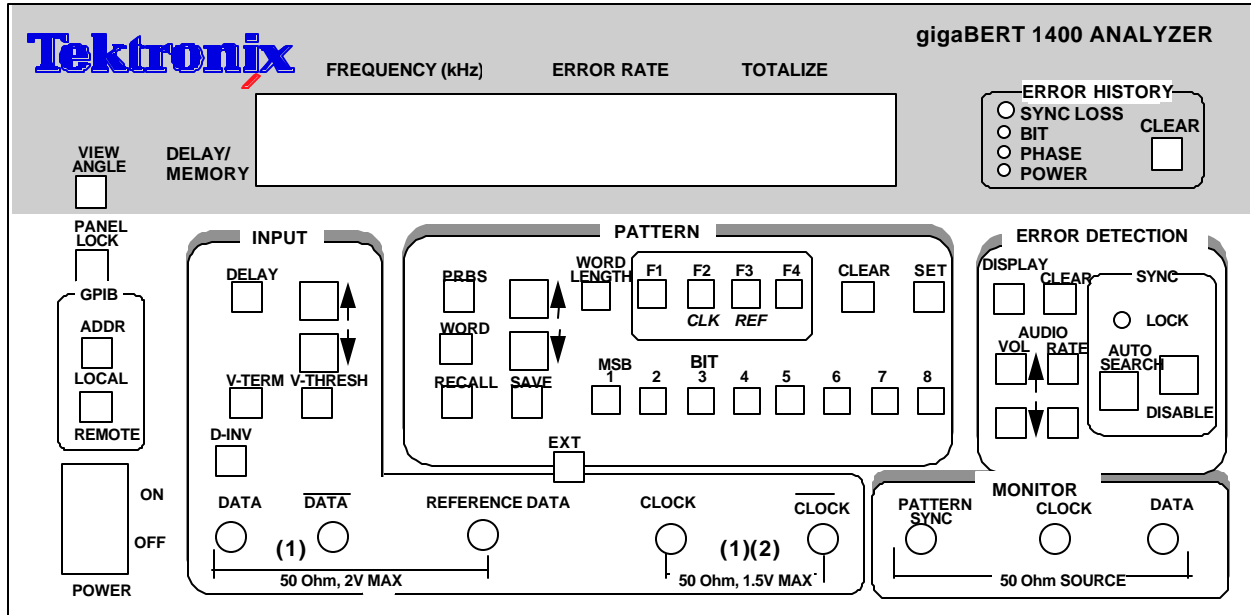 Tektronix
gigaBERT 1400 ANALYZER
FREQUENCY (kHz) ERROR RATE TOTALIZE
ERROR HISTORY
SYNC LOSS
BIT
PHASE
POWER
CLEAR
VIEW
ANGLE
DELAY/
MEMORY
PANEL
LOCK
GPIB
ADDR
LOCAL
REMOTE
ON
OFF
POWER
INPUT
DELAY
V-TERM V-THRESH
D-INV
PATTERN
PRBS
WORD
LENGTH
F1 F2 F3 F4
CLK REF
CLEAR SET
WORD
RECALL SAVE
MSB BIT
1 2 3 4 5 6 7 8
EXT
ERROR DETECTION
DISPLAY
CLEAR
AUDIO
VOL RATE
SYNC
LOCK
AUTO
SEARCH
DISABLE
DATA DATA REFERENCE DATA CLOCK CLOCK
(1) (1)(2)
50 Ohm, 2V MAX 50 Ohm, 1.5V MAX
MONITOR
PATTERN
SYNC
CLOCK DATA
50 Ohm SOURCE